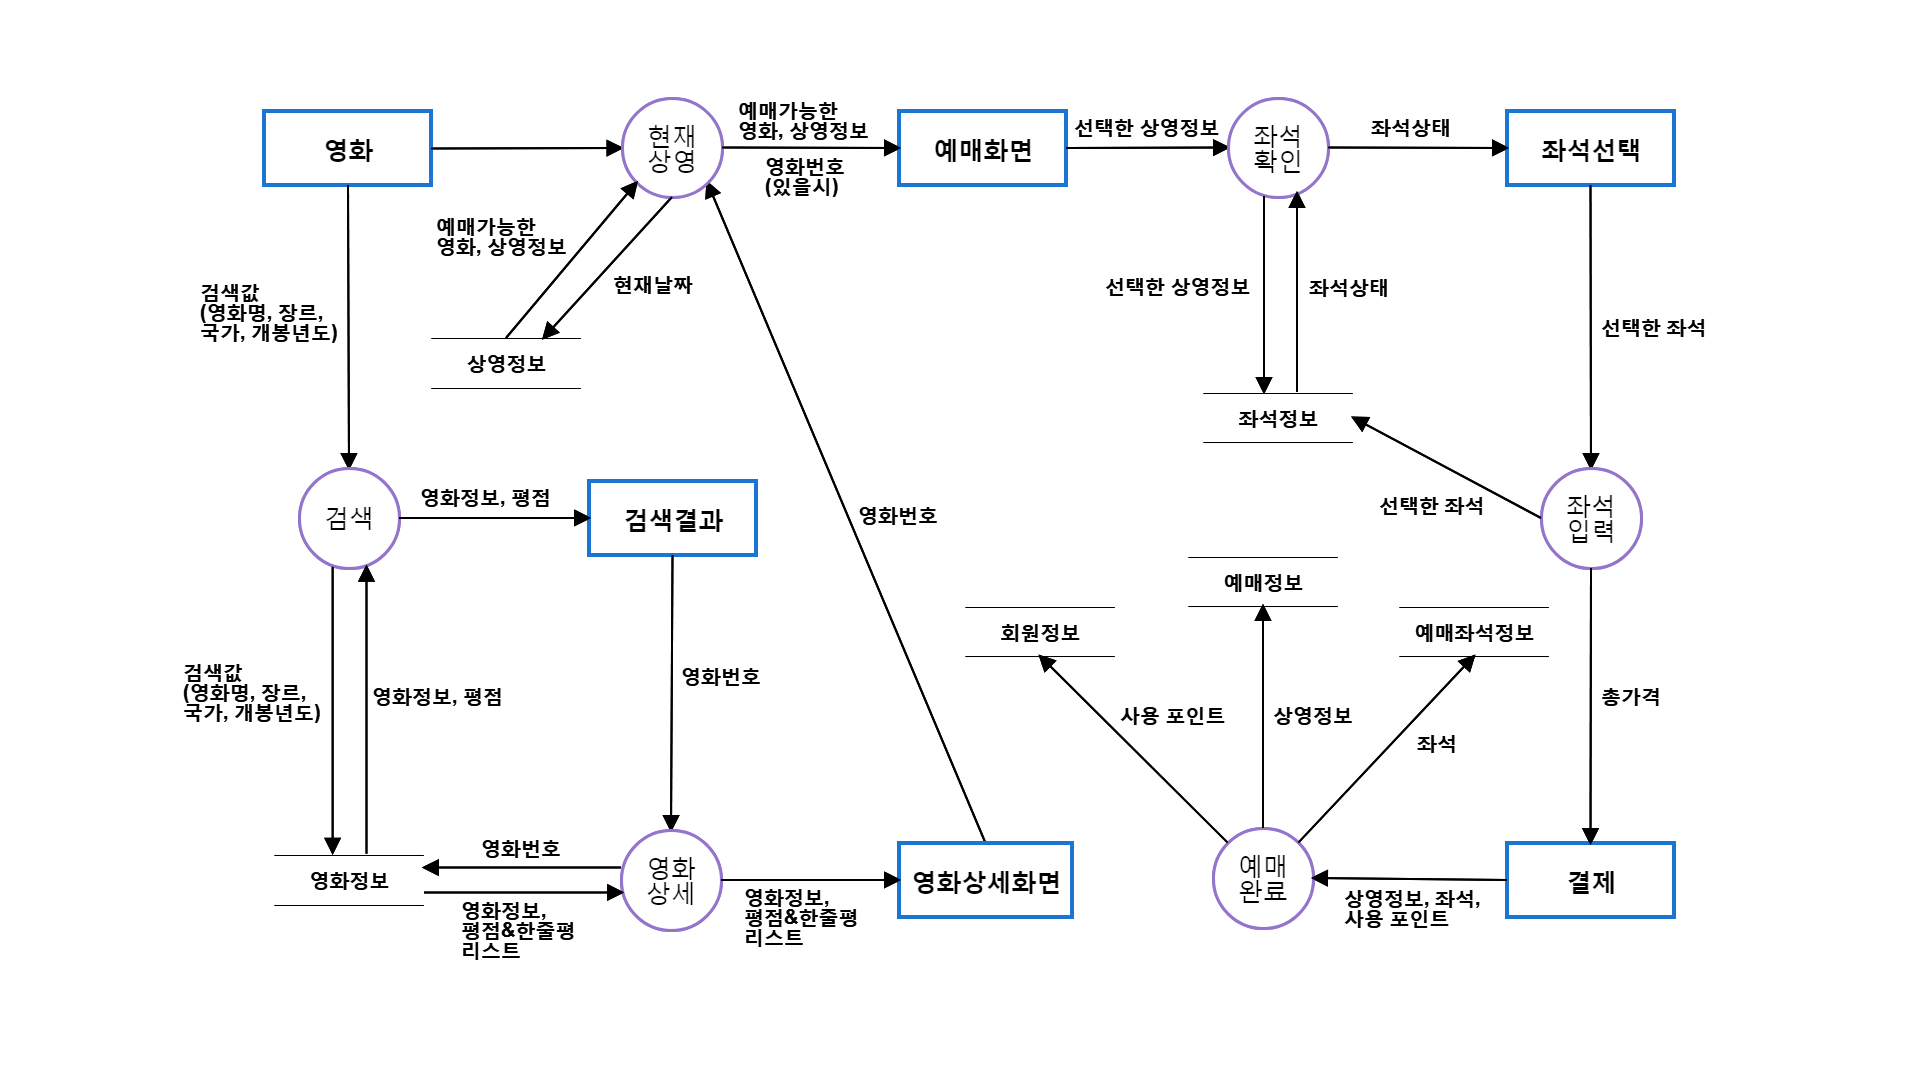 영화
현재
상영
예매가능한
영화, 상영정보
영화번호
(있을시)
예매화면
선택한 상영정보
좌석
확인
좌석상태
좌석선택
예매가능한
영화, 상영정보
현재날짜
상영정보
검색값
(영화명, 장르,
국가, 개봉년도)
선택한 상영정보
좌석상태
선택한 좌석
좌석정보
검색
영화정보, 평점
검색결과
영화번호
선택한 좌석
좌석
입력
예매정보
회원정보
예매좌석정보
검색값
(영화명, 장르,
국가, 개봉년도)
영화정보, 평점
영화번호
사용 포인트
상영정보
좌석
총가격
영화정보
영화번호
영화정보,
평점&한줄평
리스트
영화
상세
영화정보,
평점&한줄평
리스트
영화상세화면
예매
완료
상영정보, 좌석,
사용 포인트
결제